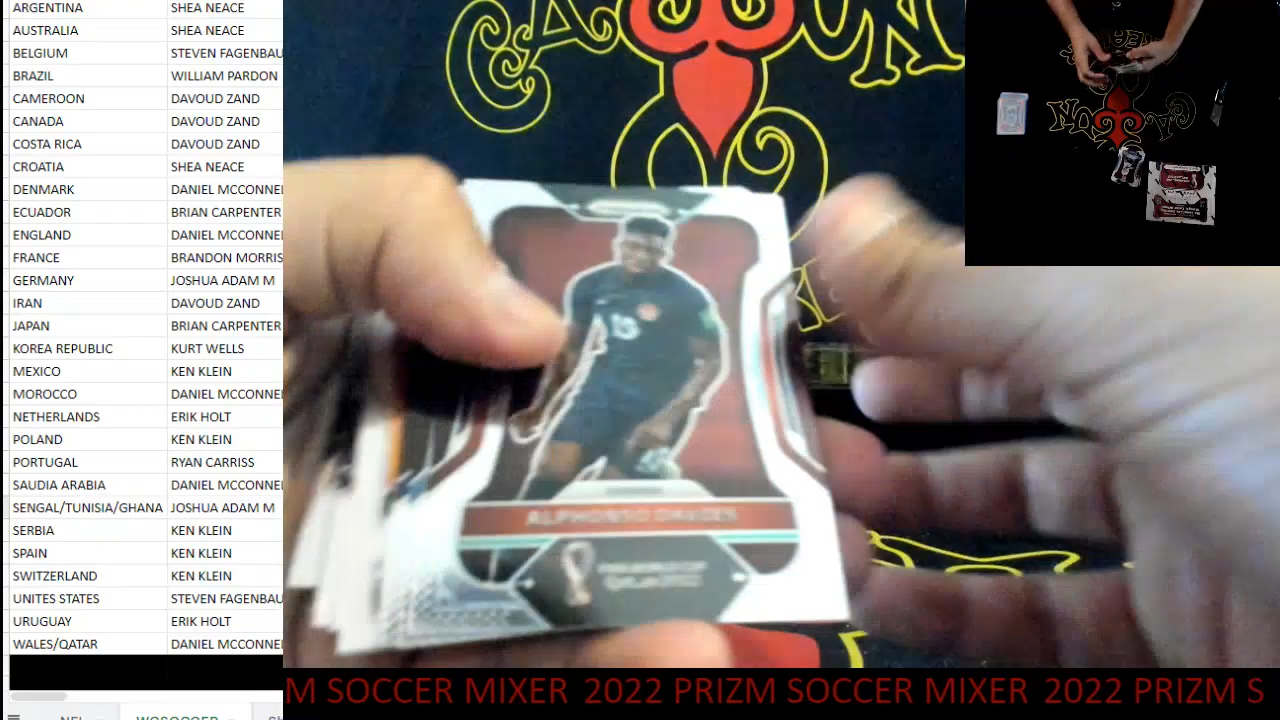 ARGENTINA SHEA NEACE
AUSTRALIA SHEA NEACE
BELGIUM STEVEN FAGENBAU
BRAZIL WILLIAM PARDON
CAMEROON DAVOUD ZAND
CANADA DAVOUD ZAND
COSTA RICA DAVOUD ZAND
CROATIA SHEA NEACE
DENMARK DANIEL MCCONNEL
ECUADOR BRIAN CARPENTER
ENGLAND DANIEL MCCONNE
FRANCE BRANDON MORRIS
GERMANY JOSHUA ADAM M
IRAN DAVOUD ZAND
JAPAN BRIAN CARPENTER
KOREA REPUBLIC KURT WELLS
MEXICO KEN KLEIN
MOROCCO DANIEL MCCONNE
NETHERLANDS ERIK HOLT
POLAND KEN KLEIN
PORTUGAL RYAN CARRISS
SAUDIA ARABIA DANIEL MCCONNE
SENGAL/TUNISIA/GHANA JOSHUA ADAM M
SERBIA KEN KLEIN
SPAIN KEN KLEIN
SWITZERLAND KEN KLEIN
UNITES STATES STEVEN FAGENBAU
URUGUAY ERIK HOLT
WALES/QATAR DANIEL MCCONNE
ALPHONSO DAVIES
M SOCCER MIXER 2022 PRIZM SOCCER MIXER 2022 PRIZM S